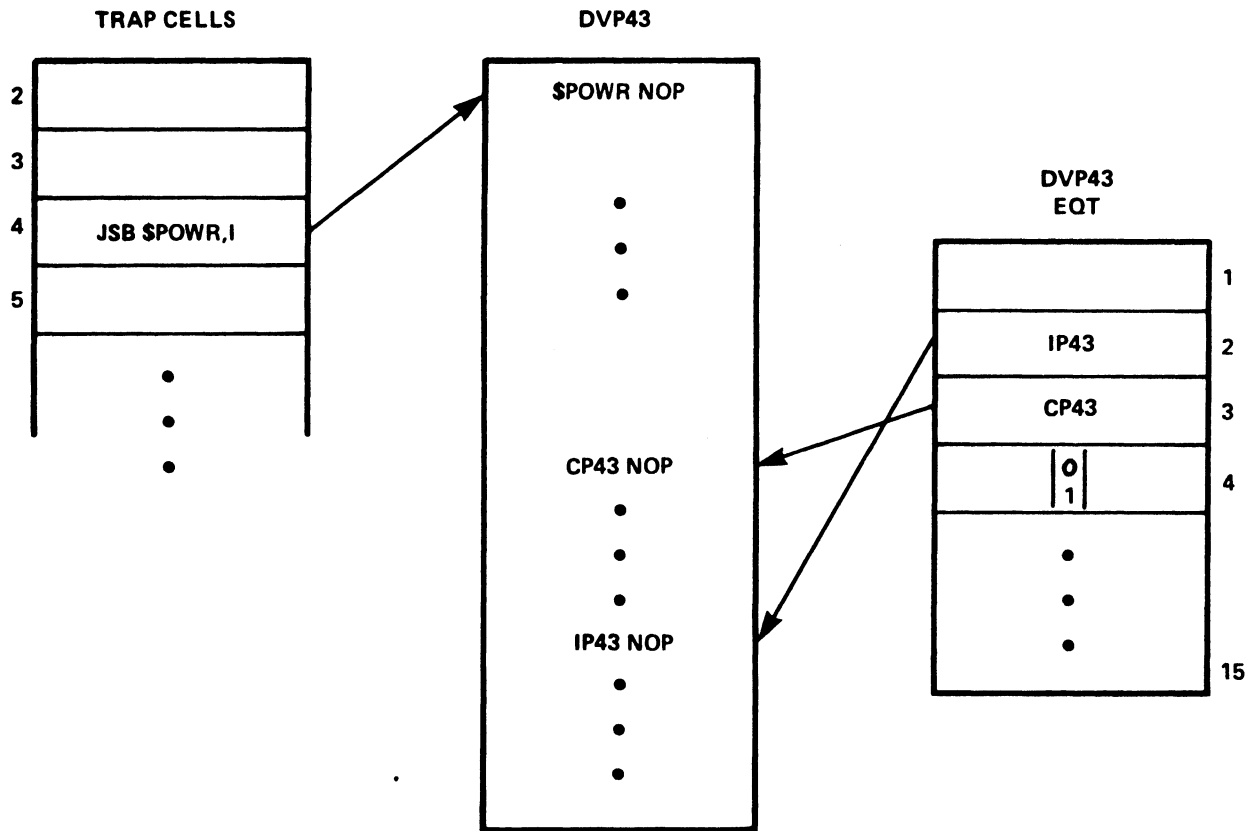 TRAP CELLS
2
3
4
JSB $POWR,I
5
DVP43
$POWR NOP
CP43 NOP
IP43 NOP
DVP43
EQT
1
IP43
2
CP43
3
0
1
4
15